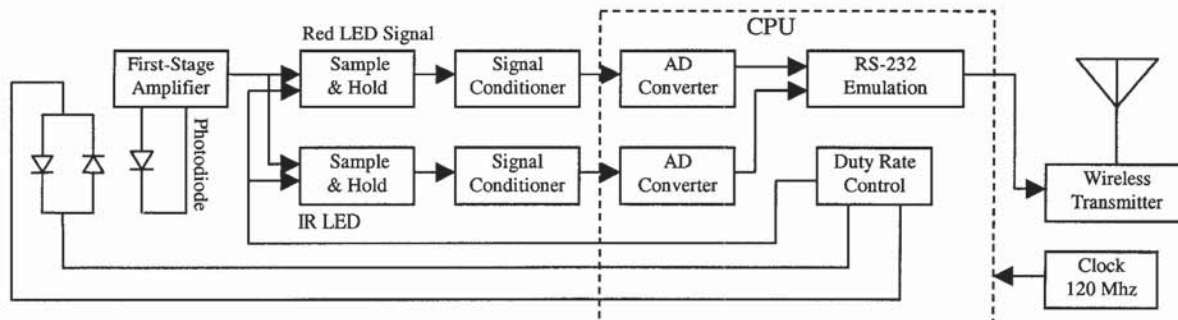 CPU
Red LED Signal
First-Stage
Amplifier
Sample
& Hold
Signal
Conditioner
AD
Converter
RS-232
Emulation
Photodiode
Sample
& Hold
Signal
Conditioner
AD
Converter
Duty Rate
Control
Wireless
Transmitter
IR LED
Clock
120 Mhz